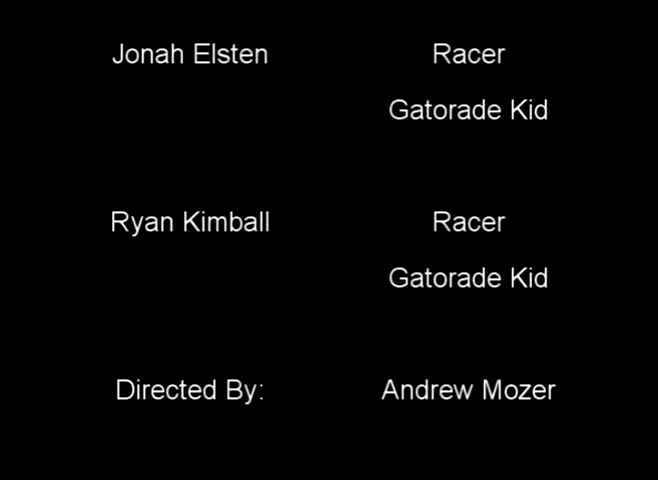 Jonah Elsten Racer
Gatorade Kid
Ryan Kimball Racer
Gatorade Kid
Directed By: Andrew Mozer